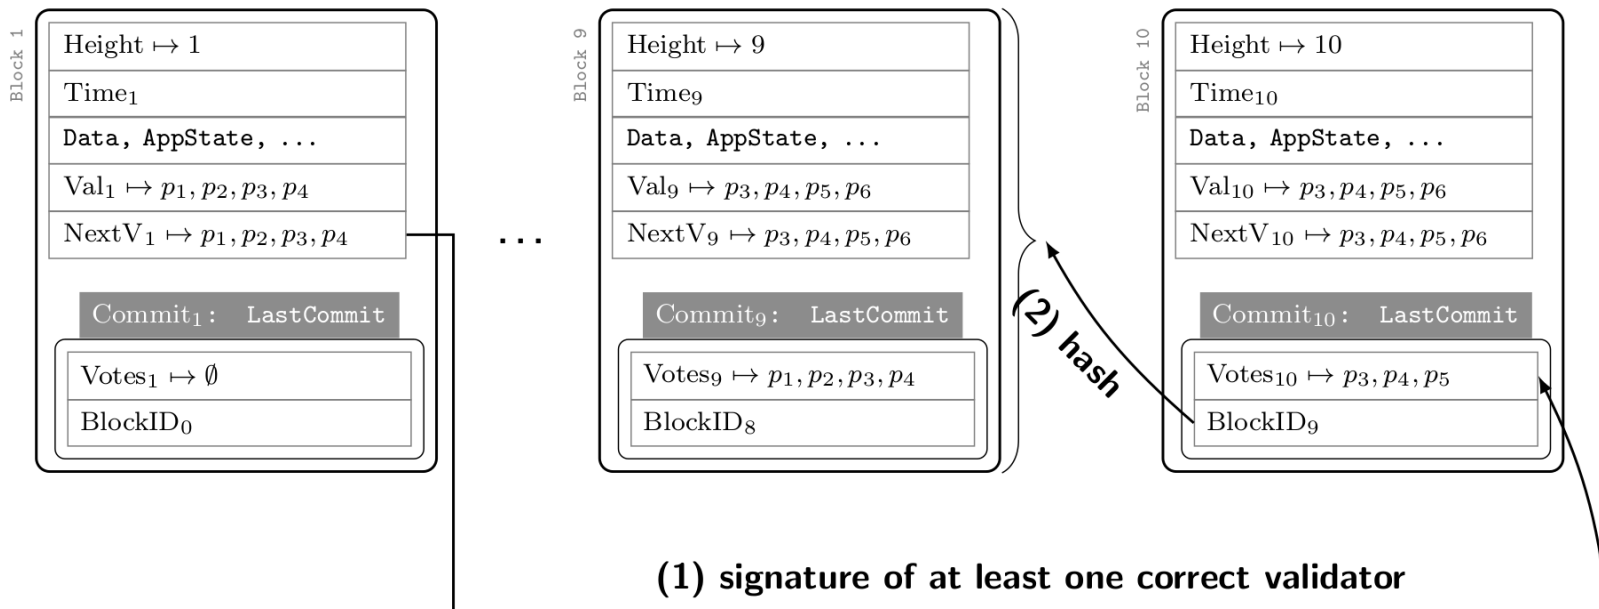 Block 1
Height ↦ 1
Time₁
Data, AppState, ...
Val₁ ↦ p₁, p₂, p₃, p₄
NextV₁ ↦ p₁, p₂, p₃, p₄
Commit₁: LastCommit
Votes₁ ↦ ∅
BlockID₀
...
Block 9
Height ↦ 9
Time₉
Data, AppState, ...
Val₉ ↦ p₃, p₄, p₅, p₆
NextV₉ ↦ p₃, p₄, p₅, p₆
Commit₉: LastCommit
Votes₉ ↦ p₁, p₂, p₃, p₄
BlockID₈
(2) hash
Block 10
Height ↦ 10
Time₁₀
Data, AppState, ...
Val₁₀ ↦ p₃, p₄, p₅, p₆
NextV₁₀ ↦ p₃, p₄, p₅, p₆
Commit₁₀: LastCommit
Votes₁₀ ↦ p₃, p₄, p₅
BlockID₉
(1) signature of at least one correct validator